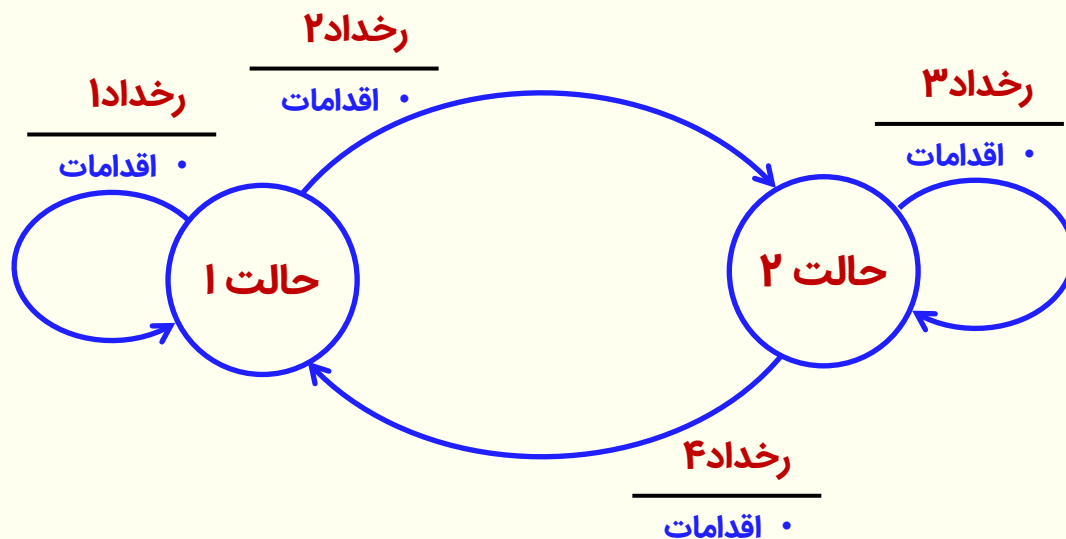 رخداد۲
• اقدامات
رخداد۱
• اقدامات
رخداد۳
• اقدامات
حالت ۱
حالت ۲
رخداد۴
• اقدامات